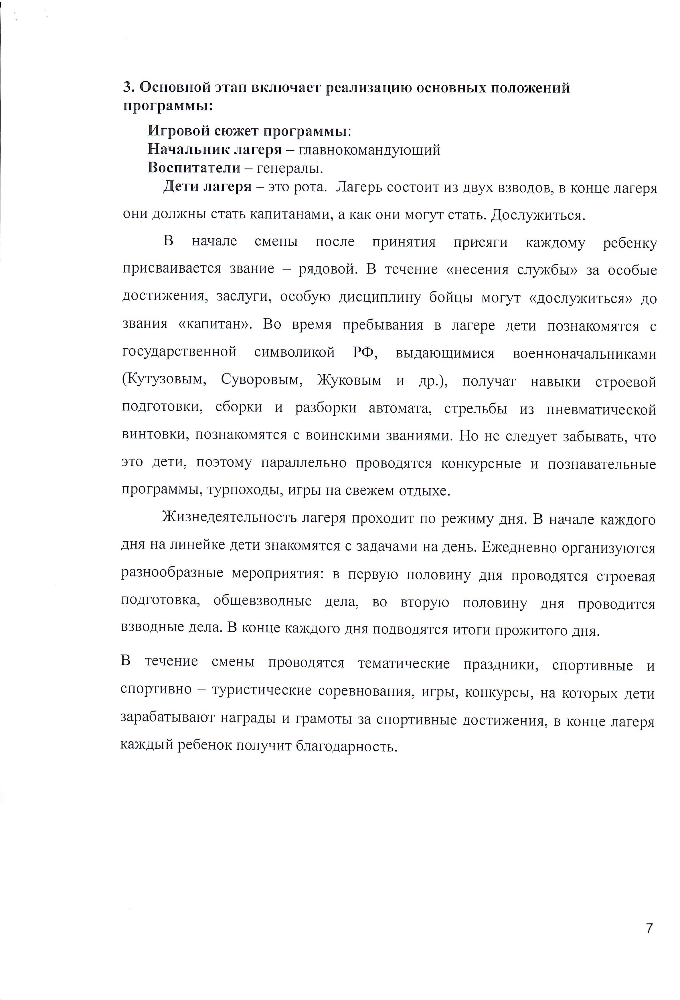 3. Основной этап включает реализацию основных положений
программы:
Игровой сюжет программы:
Начальник лагеря – главнокомандующий
Воспитатели – генералы.
Дети лагеря – это рота. Лагерь состоит из двух взводов, в конце лагеря
они должны стать капитанами, а как они могут стать. Дослужиться.
В начале смены после принятия присяги каждому ребенку
присваивается звание – рядовой. В течение «несения службы» за особые
достижения, заслуги, особую дисциплину бойцы могут «дослужиться» до
звания «капитан». Во время пребывания в лагере дети познакомятся с
государственной символикой РФ, выдающимися военноначальниками
(Кутузовым, Суворовым, Жуковым и др.), получат навыки строевой
подготовки, сборки и разборки автомата, стрельбы из пневматической
винтовки, познакомятся с воинскими званиями. Но не следует забывать, что
это дети, поэтому параллельно проводятся конкурсные и познавательные
программы, турпоходы, игры на свежем отдыхе.
Жизнедеятельность лагеря проходит по режиму дня. В начале каждого
дня на линейке дети знакомятся с задачами на день. Ежедневно организуются
разнообразные мероприятия: в первую половину дня проводятся строевая
подготовка, общевзводные дела, во вторую половину дня проводится
взводные дела. В конце каждого дня подводятся итоги прожитого дня.
В течение смены проводятся тематические праздники, спортивные и
спортивно – туристические соревнования, игры, конкурсы, на которых дети
зарабатывают награды и грамоты за спортивные достижения, в конце лагеря
каждый ребенок получит благодарность.
7